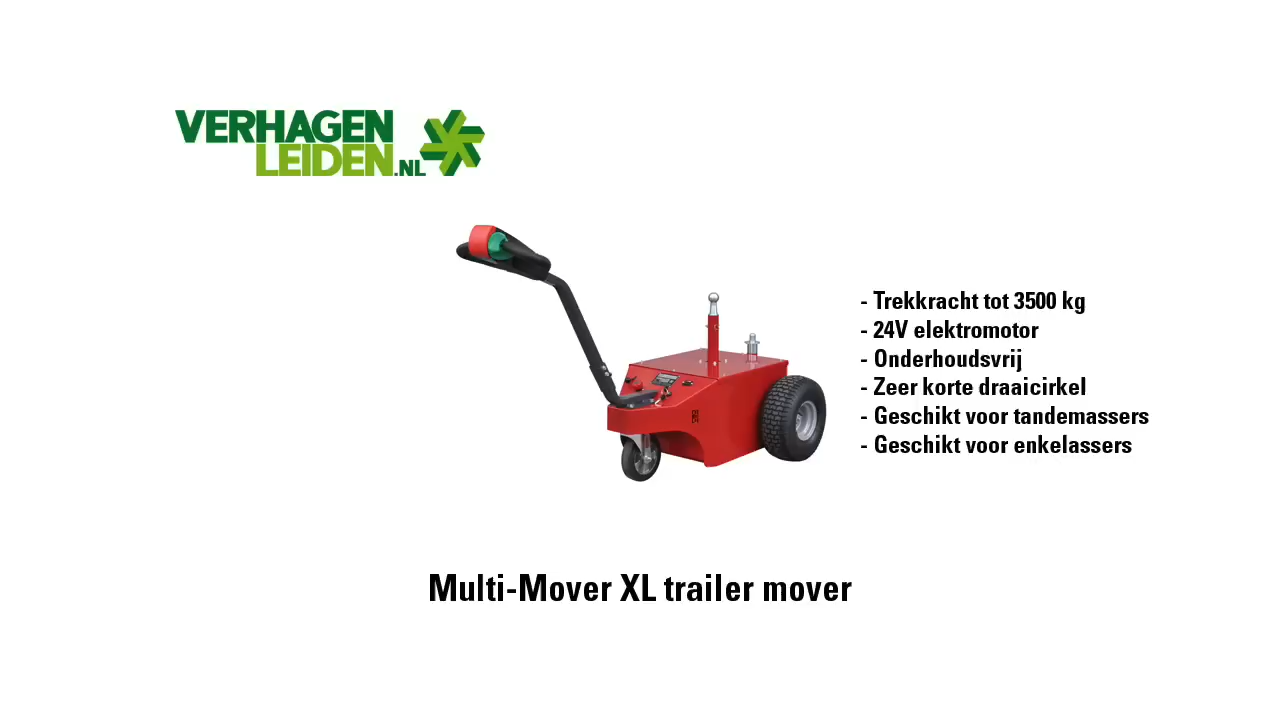 VERHAGEN
LEIDEN.NL
- Trekkracht tot 3500 kg
- 24V elektromotor
- Onderhoudsvrij
- Zeer korte draaicirkel
- Geschikt voor tandemassers
- Geschikt voor enkelassers
Multi-Mover XL trailer mover